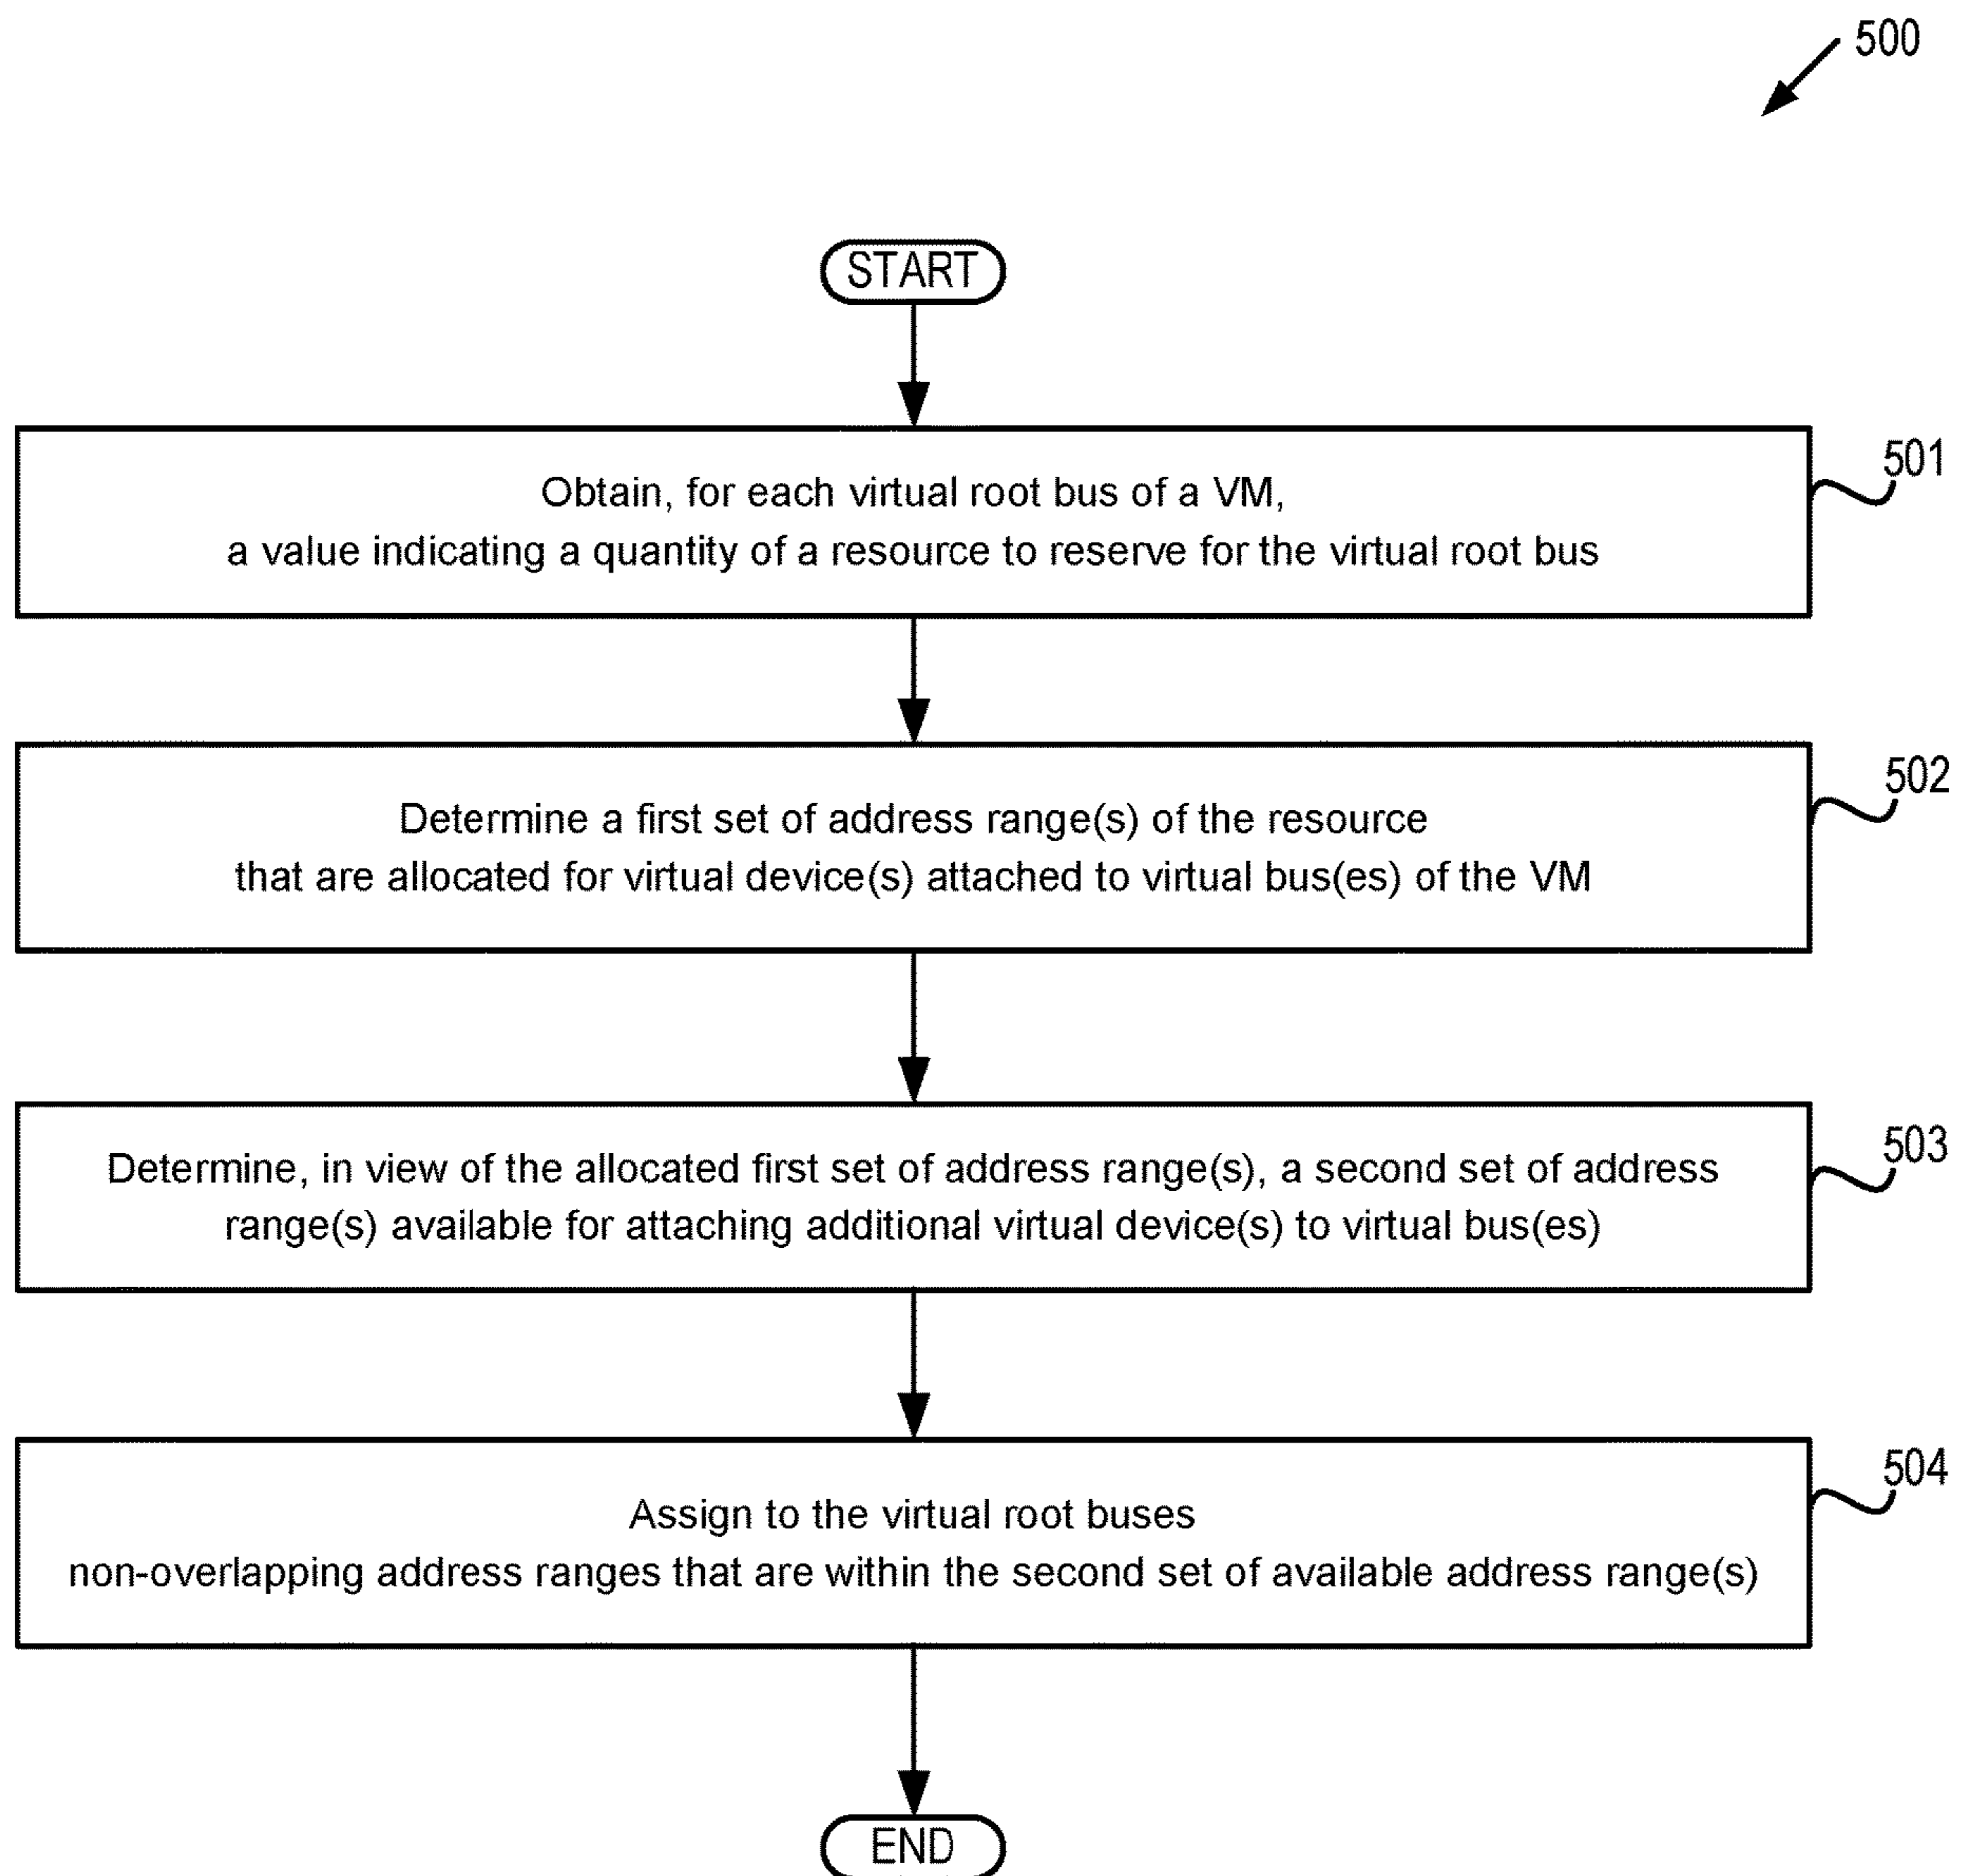 500
START
Obtain, for each virtual root bus of a VM,
a value indicating a quantity of a resource to reserve for the virtual root bus
501
Determine a first set of address range(s) of the resource
that are allocated for virtual device(s) attached to virtual bus(es) of the VM
502
Determine, in view of the allocated first set of address range(s), a second set of address
range(s) available for attaching additional virtual device(s) to virtual bus(es)
503
Assign to the virtual root buses
non-overlapping address ranges that are within the second set of available address range(s)
504
END